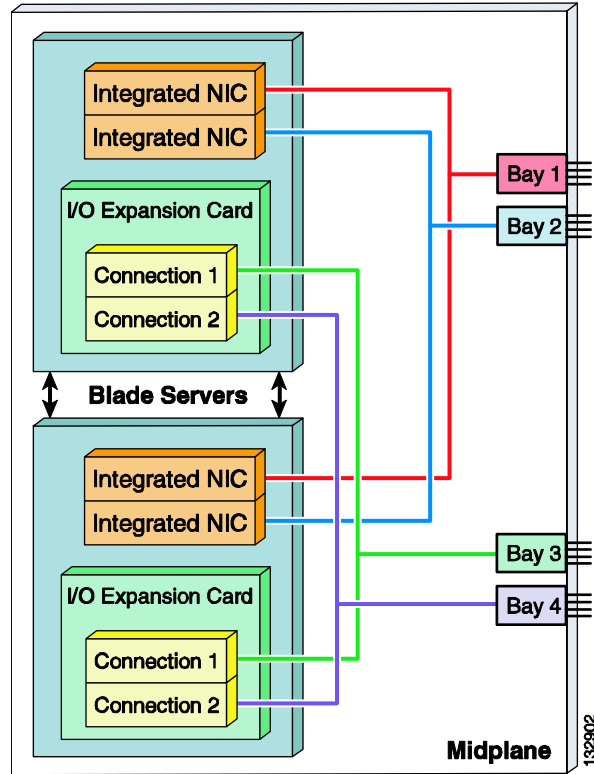 Integrated NIC
Integrated NIC
I/O Expansion Card
Connection 1
Connection 2
Bay 1
Bay 2
Blade Servers
Integrated NIC
Integrated NIC
I/O Expansion Card
Connection 1
Connection 2
Bay 3
Bay 4
Midplane
132902